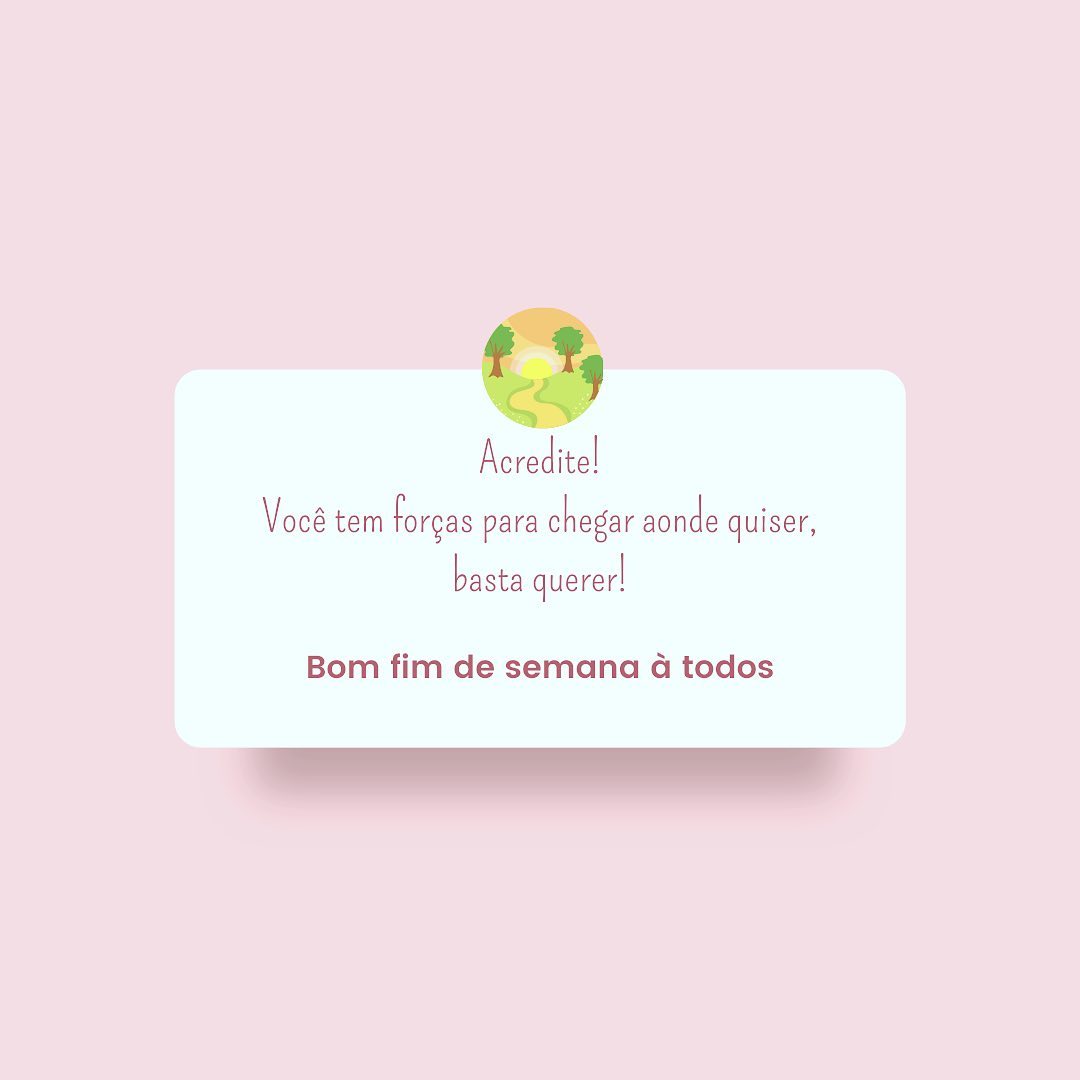 Acredite!
Você tem forças para chegar aonde quiser,
basta querer!
Bom fim de semana à todos